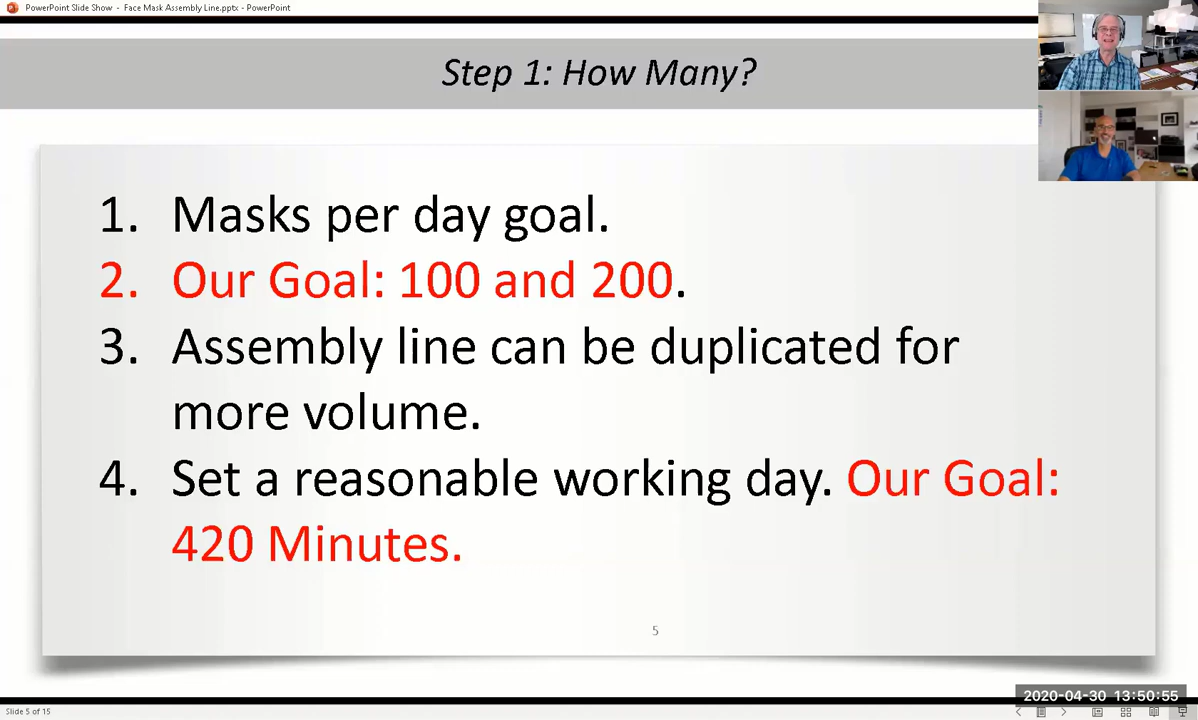 PowerPoint Slide Show - Face Mask Assembly Line.pptx - PowerPoint
Step 1: How Many?
1. Masks per day goal.
2. Our Goal: 100 and 200.
3. Assembly line can be duplicated for
more volume.
4. Set a reasonable working day. Our Goal:
420 Minutes.
5
2020-04-30 13:50:55
Slide 5 of 15